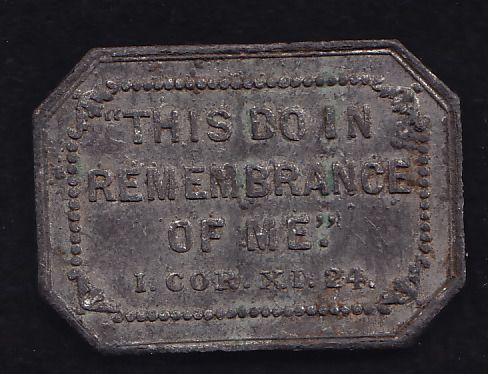 "THIS DO IN
REMEMBRANCE
OF ME".
I. COR. XI. 24.